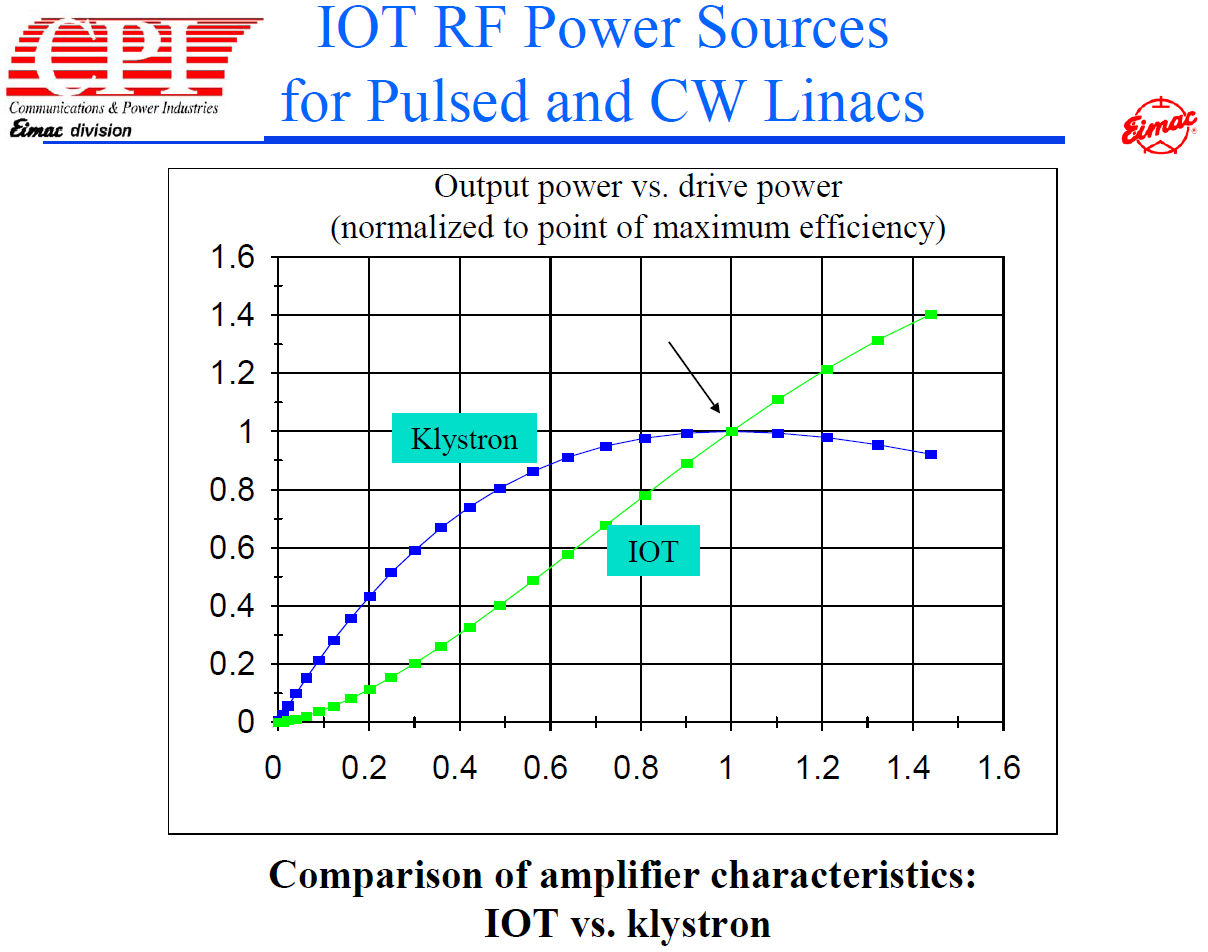 CPI
Communications & Power Industries
Eimac division
IOT RF Power Sources
for Pulsed and CW Linacs
Eimac
®
Output power vs. drive power
(normalized to point of maximum efficiency)
1.6
1.4
1.2
1
0.8
0.6
0.4
0.2
0
Klystron
IOT
0 0.2 0.4 0.6 0.8 1 1.2 1.4 1.6
Comparison of amplifier characteristics:
IOT vs. klystron